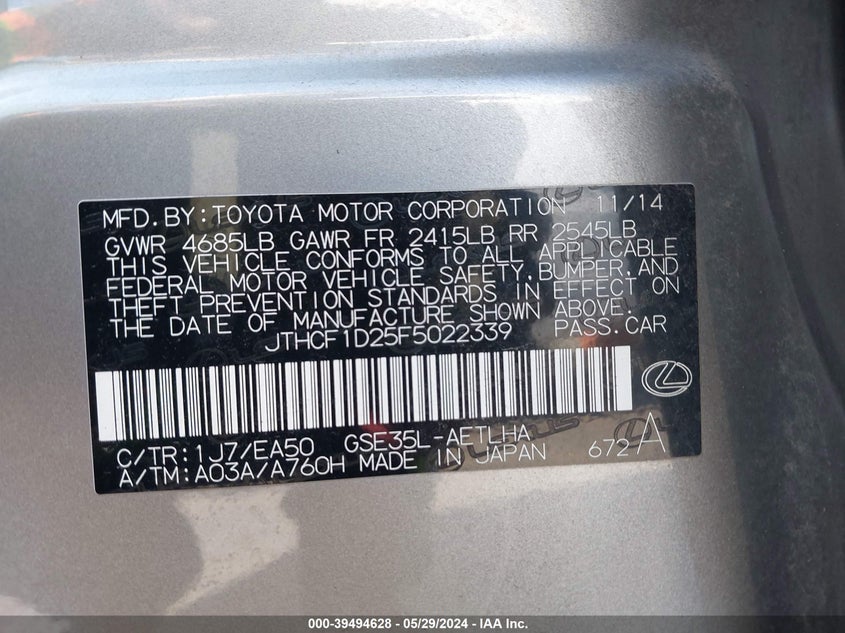 MFD.BY:TOYOTA MOTOR CORPORATION 11/14
GVWR 4685LB GAWR FR 2415LB RR 2545LB
THIS VEHICLE CONFORMS TO ALL APPLICABLE
FEDERAL MOTOR VEHICLE SAFETY,BUMPER,AND
THEFT PREVENTION STANDARDS IN EFFECT ON
THE DATE OF MANUFACTURE SHOWN ABOVE.
JTHCF1D25F5022339 PASS.CAR
C/TR:1J7/EA50 GSE35L-AETLHA
A/TM:A03A/A760H MADE IN JAPAN 672A
000-39494628 - 05/29/2024 - IAA Inc.